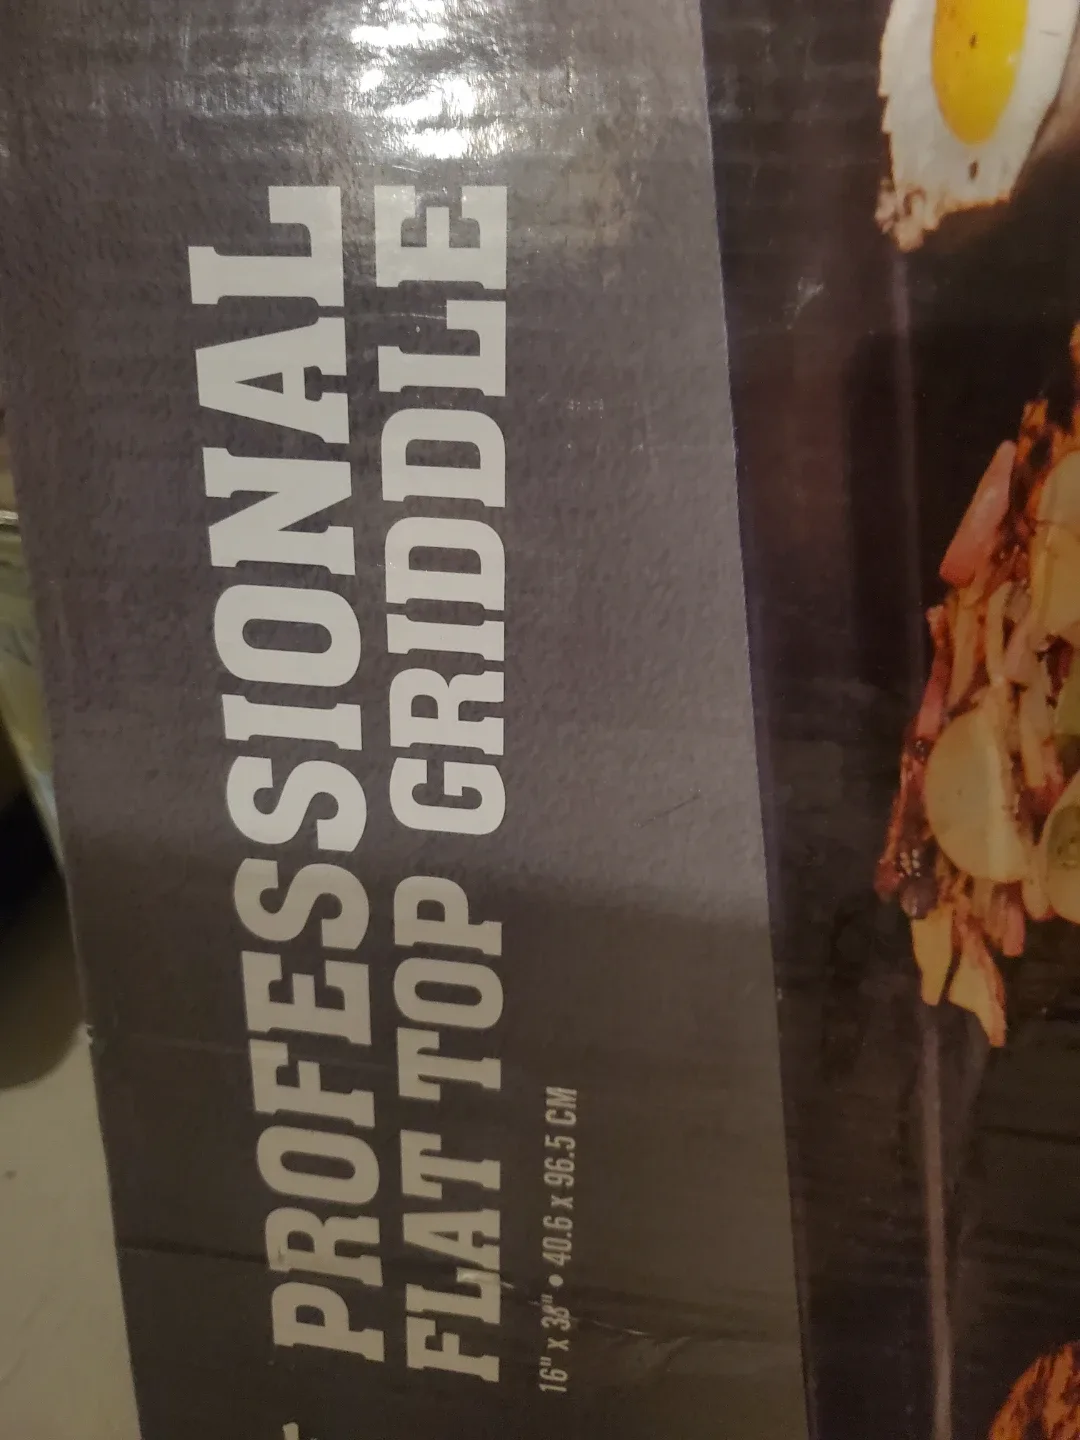 PROFESSIONAL
FLAT TOP GRIDDLE
16" x 38" • 40.6 x 96.5 CM